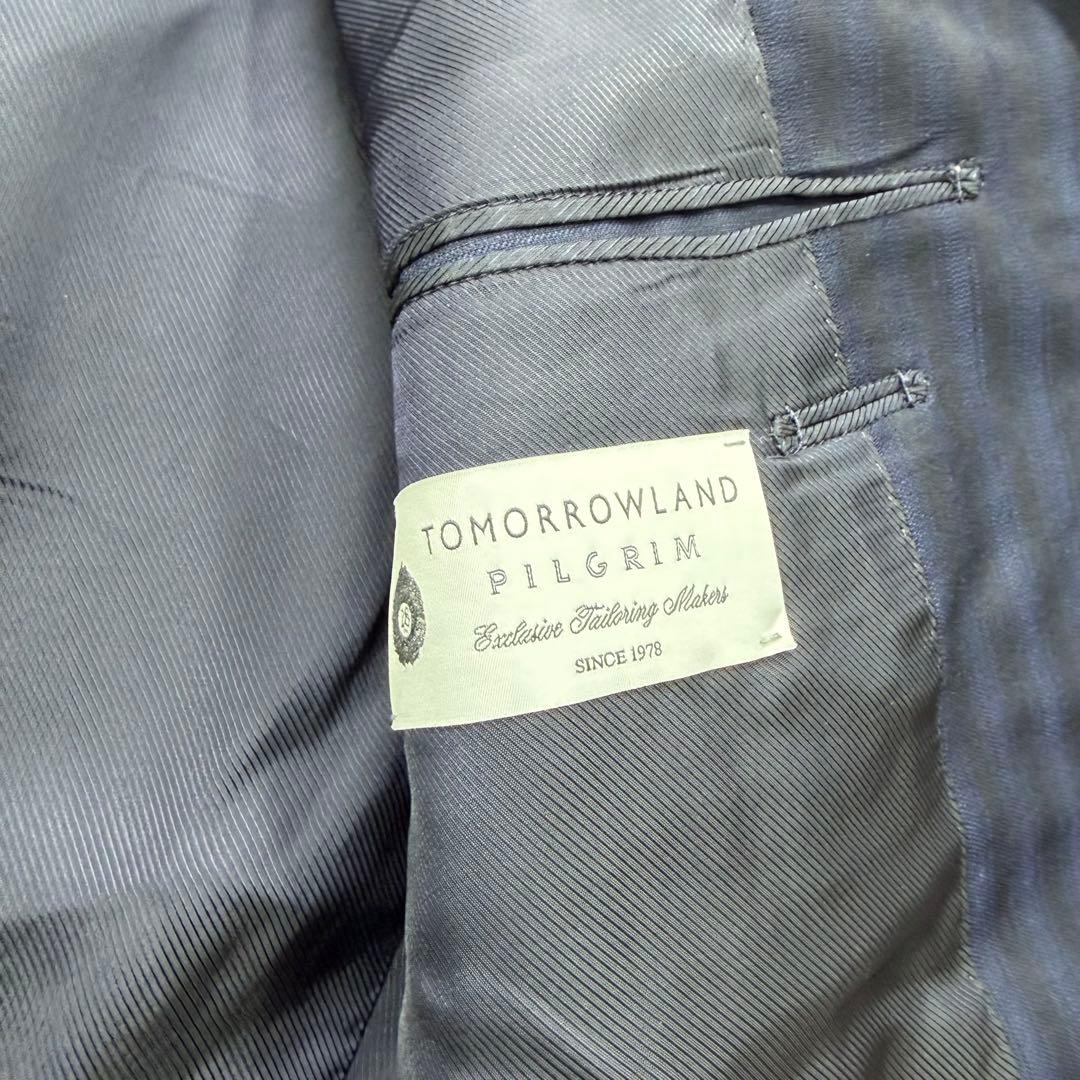 TOMORROWLAND
PILGRIM
Exclusive Tailoring Makers
SINCE 1978